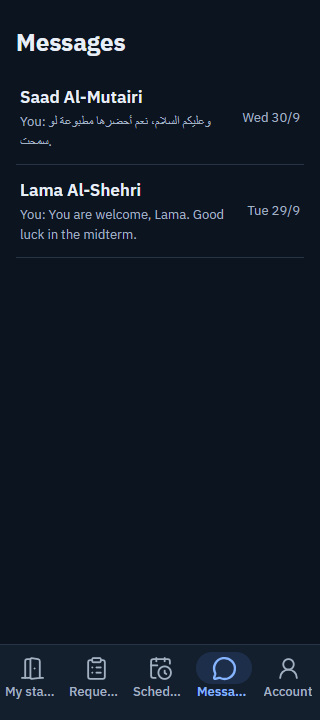 Messages
Saad Al-Mutairi
You: وعليكم السلام، نعم أحضرها مطبوعة لو
سمحت.
Wed 30/9
Lama Al-Shehri
You: You are welcome, Lama. Good
luck in the midterm.
Tue 29/9
My sta...
Reque...
Sched...
Messa...
Account